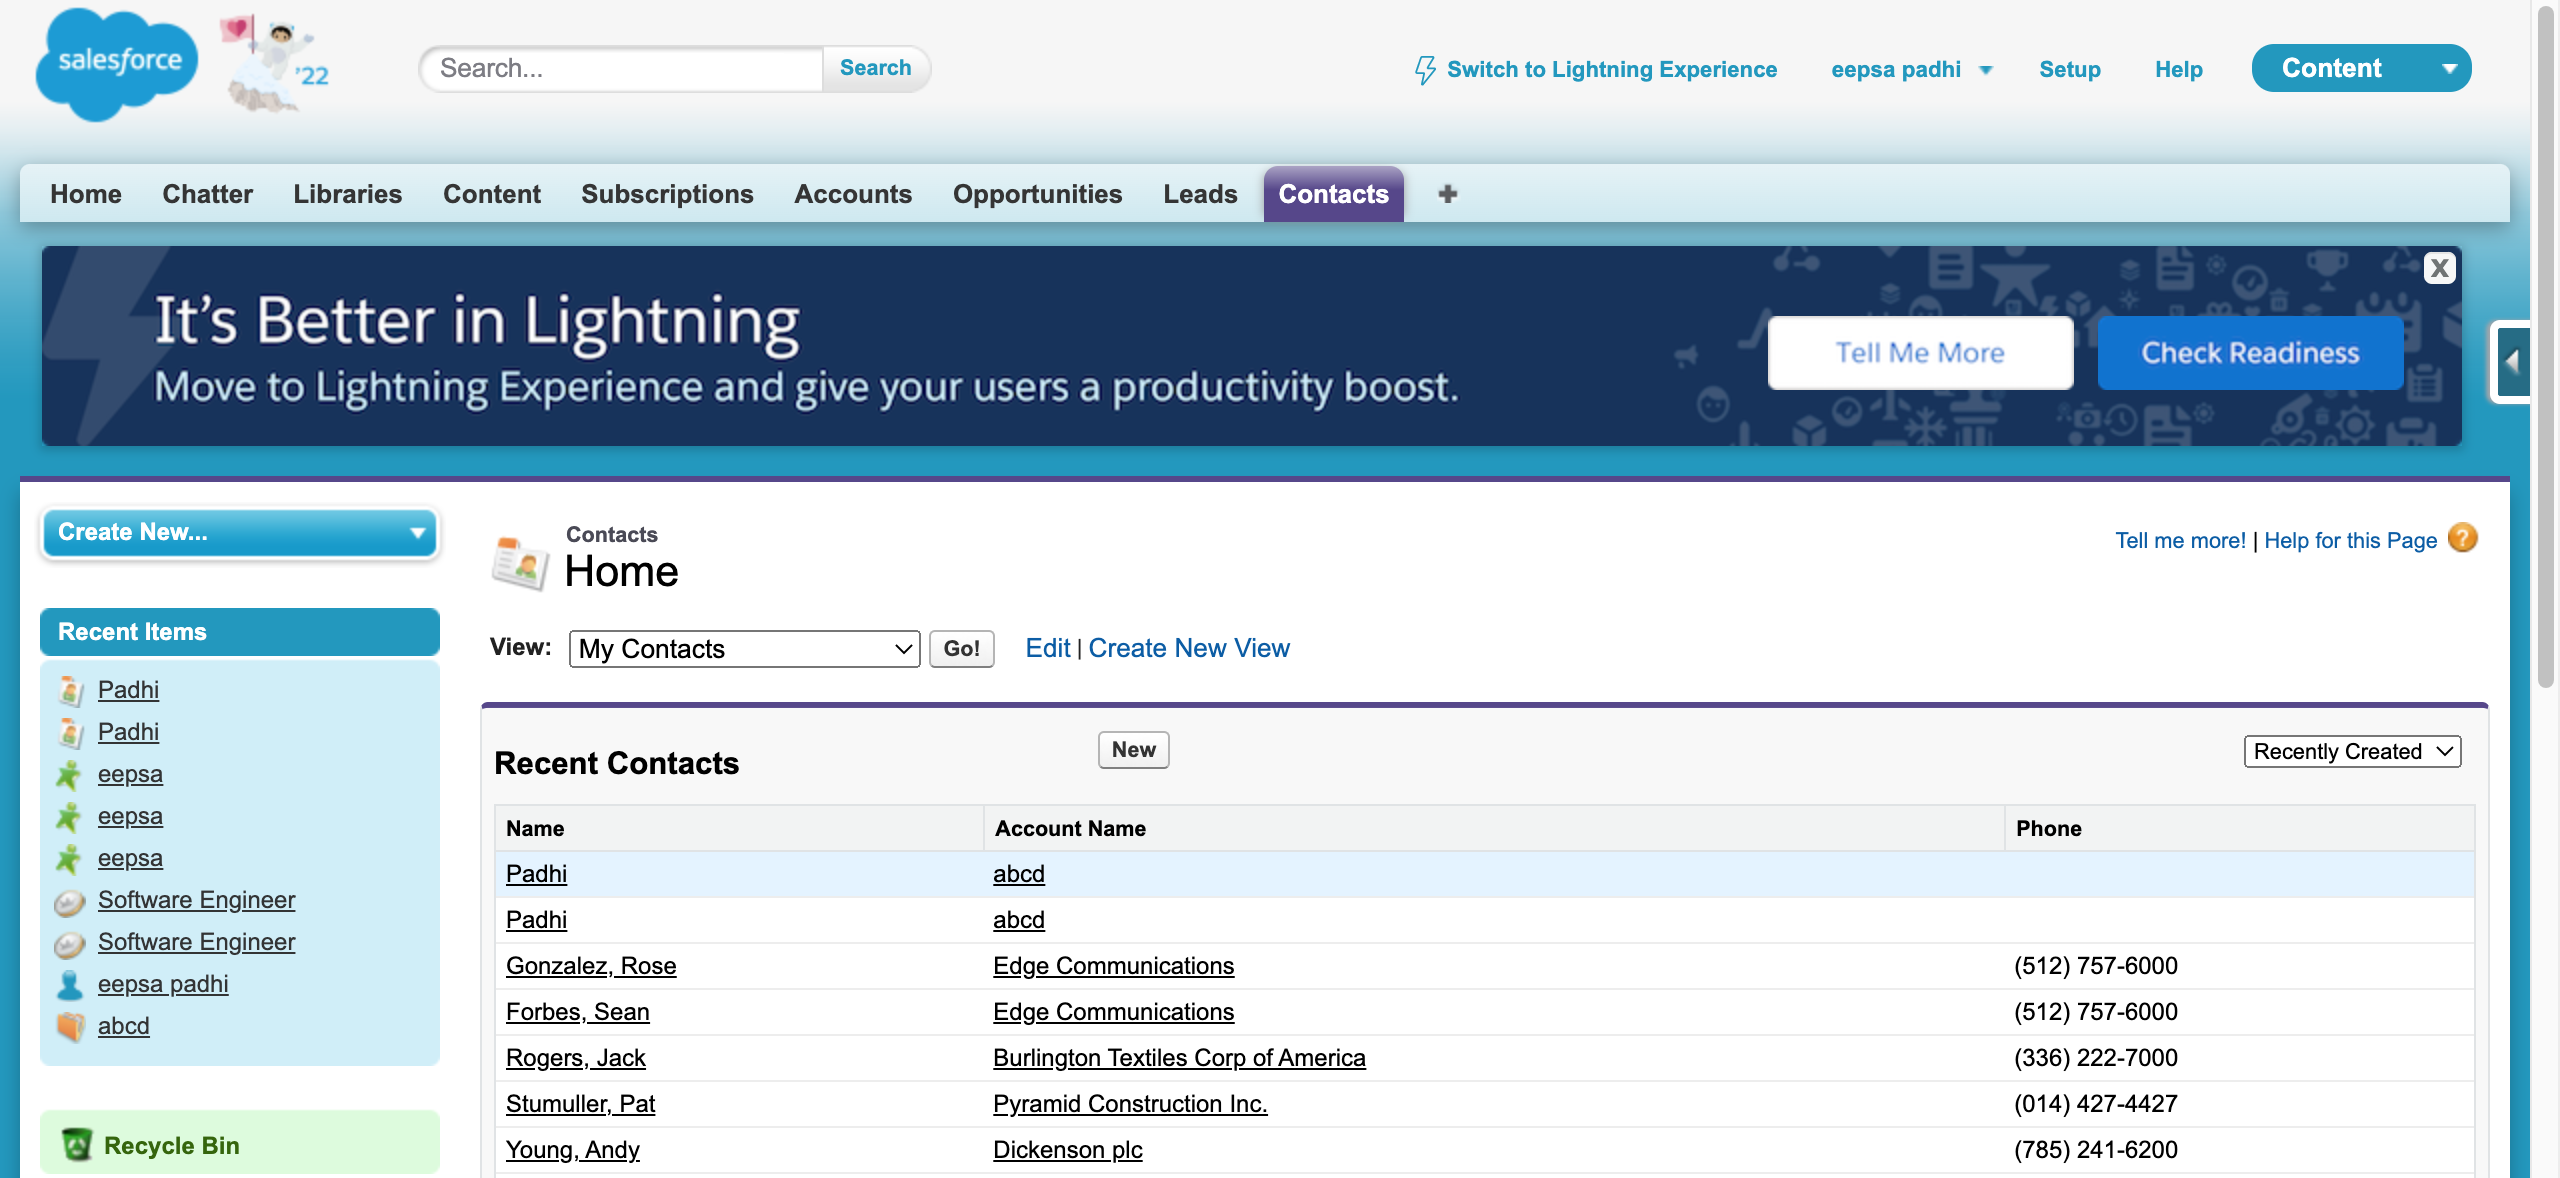 salesforce
'22
Search...
Search
Switch to Lightning Experience
eepsa padhi
Setup
Help
Content
Home
Chatter
Libraries
Content
Subscriptions
Accounts
Opportunities
Leads
Contacts
It's Better in Lightning
Move to Lightning Experience and give your users a productivity boost.
Tell Me More
Check Readiness
X
Create New...
Recent Items
Padhi
Padhi
eepsa
eepsa
eepsa
Software Engineer
Software Engineer
eepsa padhi
abcd
Recycle Bin
Contacts
Home
Tell me more! | Help for this Page ?
View: My Contacts Go! Edit | Create New View
Recent Contacts New Recently Created
Name Account Name Phone
Padhi abcd
Padhi abcd
Gonzalez, Rose Edge Communications (512) 757-6000
Forbes, Sean Edge Communications (512) 757-6000
Rogers, Jack Burlington Textiles Corp of America (336) 222-7000
Stumuller, Pat Pyramid Construction Inc. (014) 427-4427
Young, Andy Dickenson plc (785) 241-6200